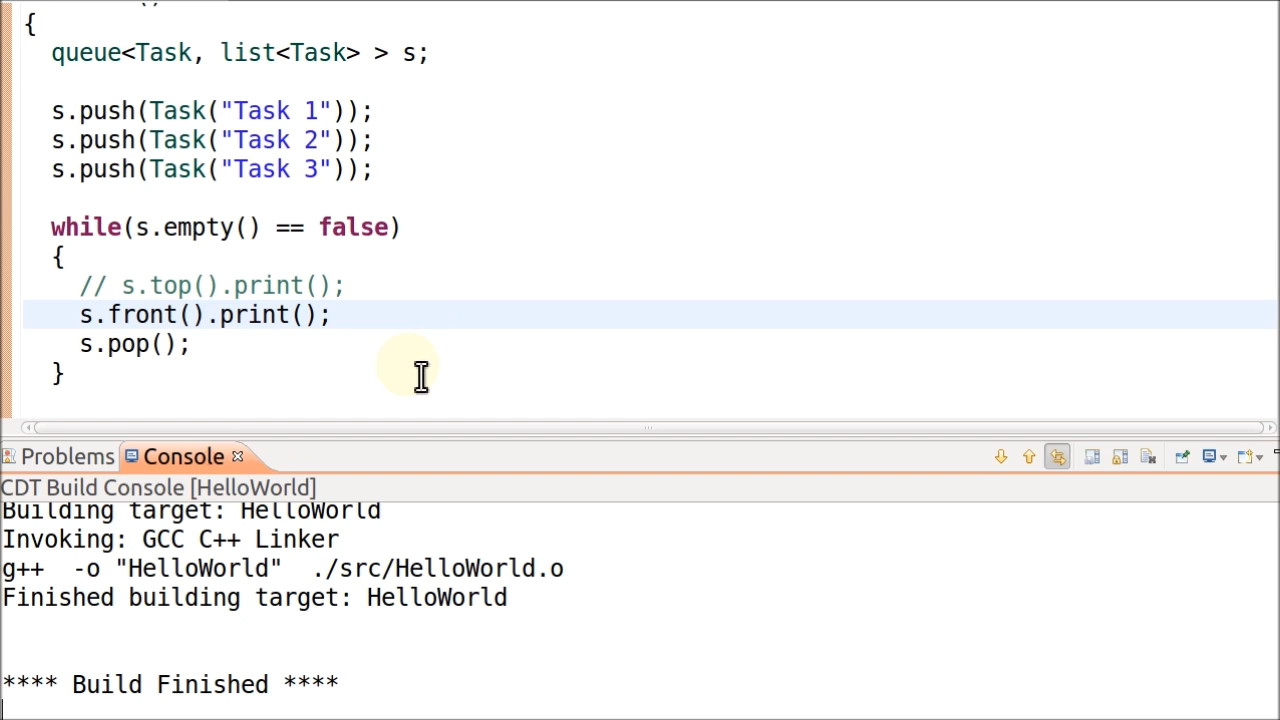 {
queue<Task, list<Task> > s;
s.push(Task("Task 1"));
s.push(Task("Task 2"));
s.push(Task("Task 3"));
while(s.empty() == false)
{
// s.top().print();
s.front().print();
s.pop();
}
Problems Console
CDT Build Console [HelloWorld]
Building target: HelloWorld
Invoking: GCC C++ Linker
g++  -o "HelloWorld"  ./src/HelloWorld.o
Finished building target: HelloWorld
**** Build Finished ****